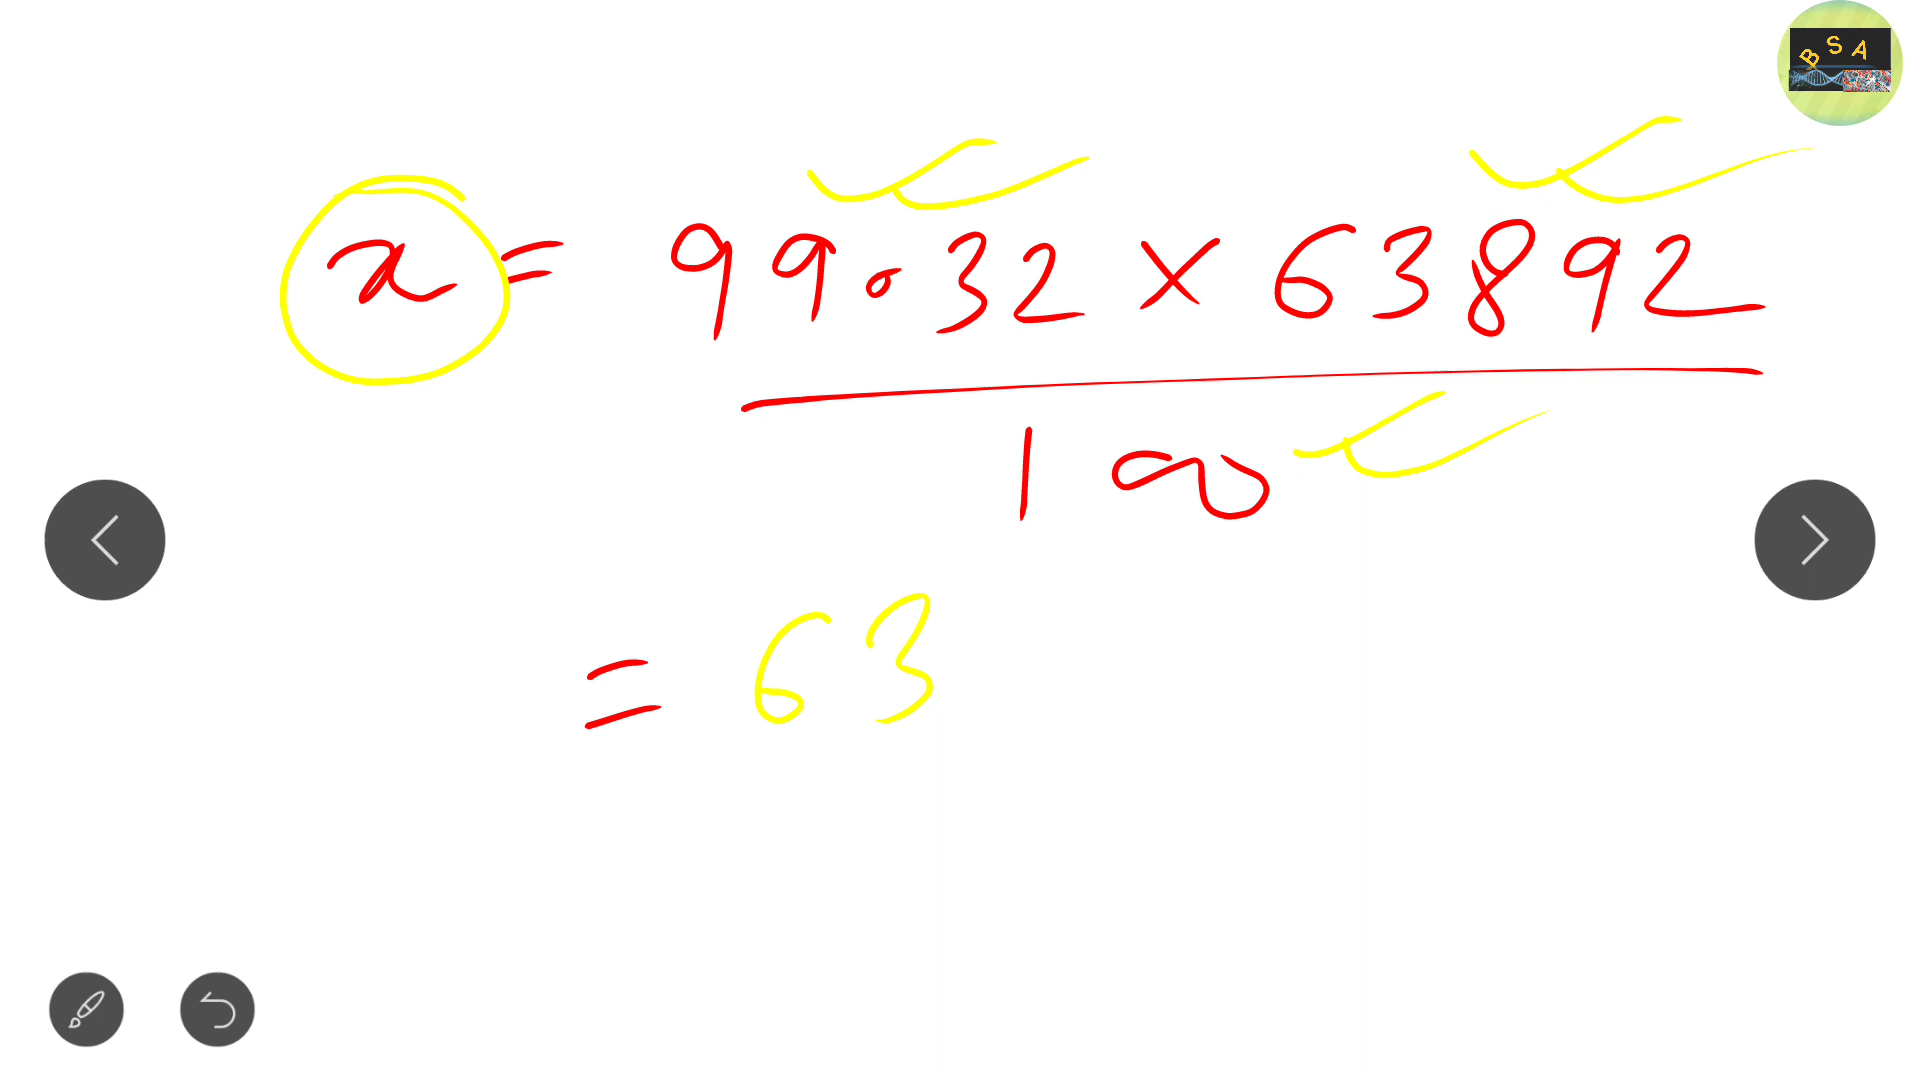 BSA
x = 99.32 × 63892
100
= 63